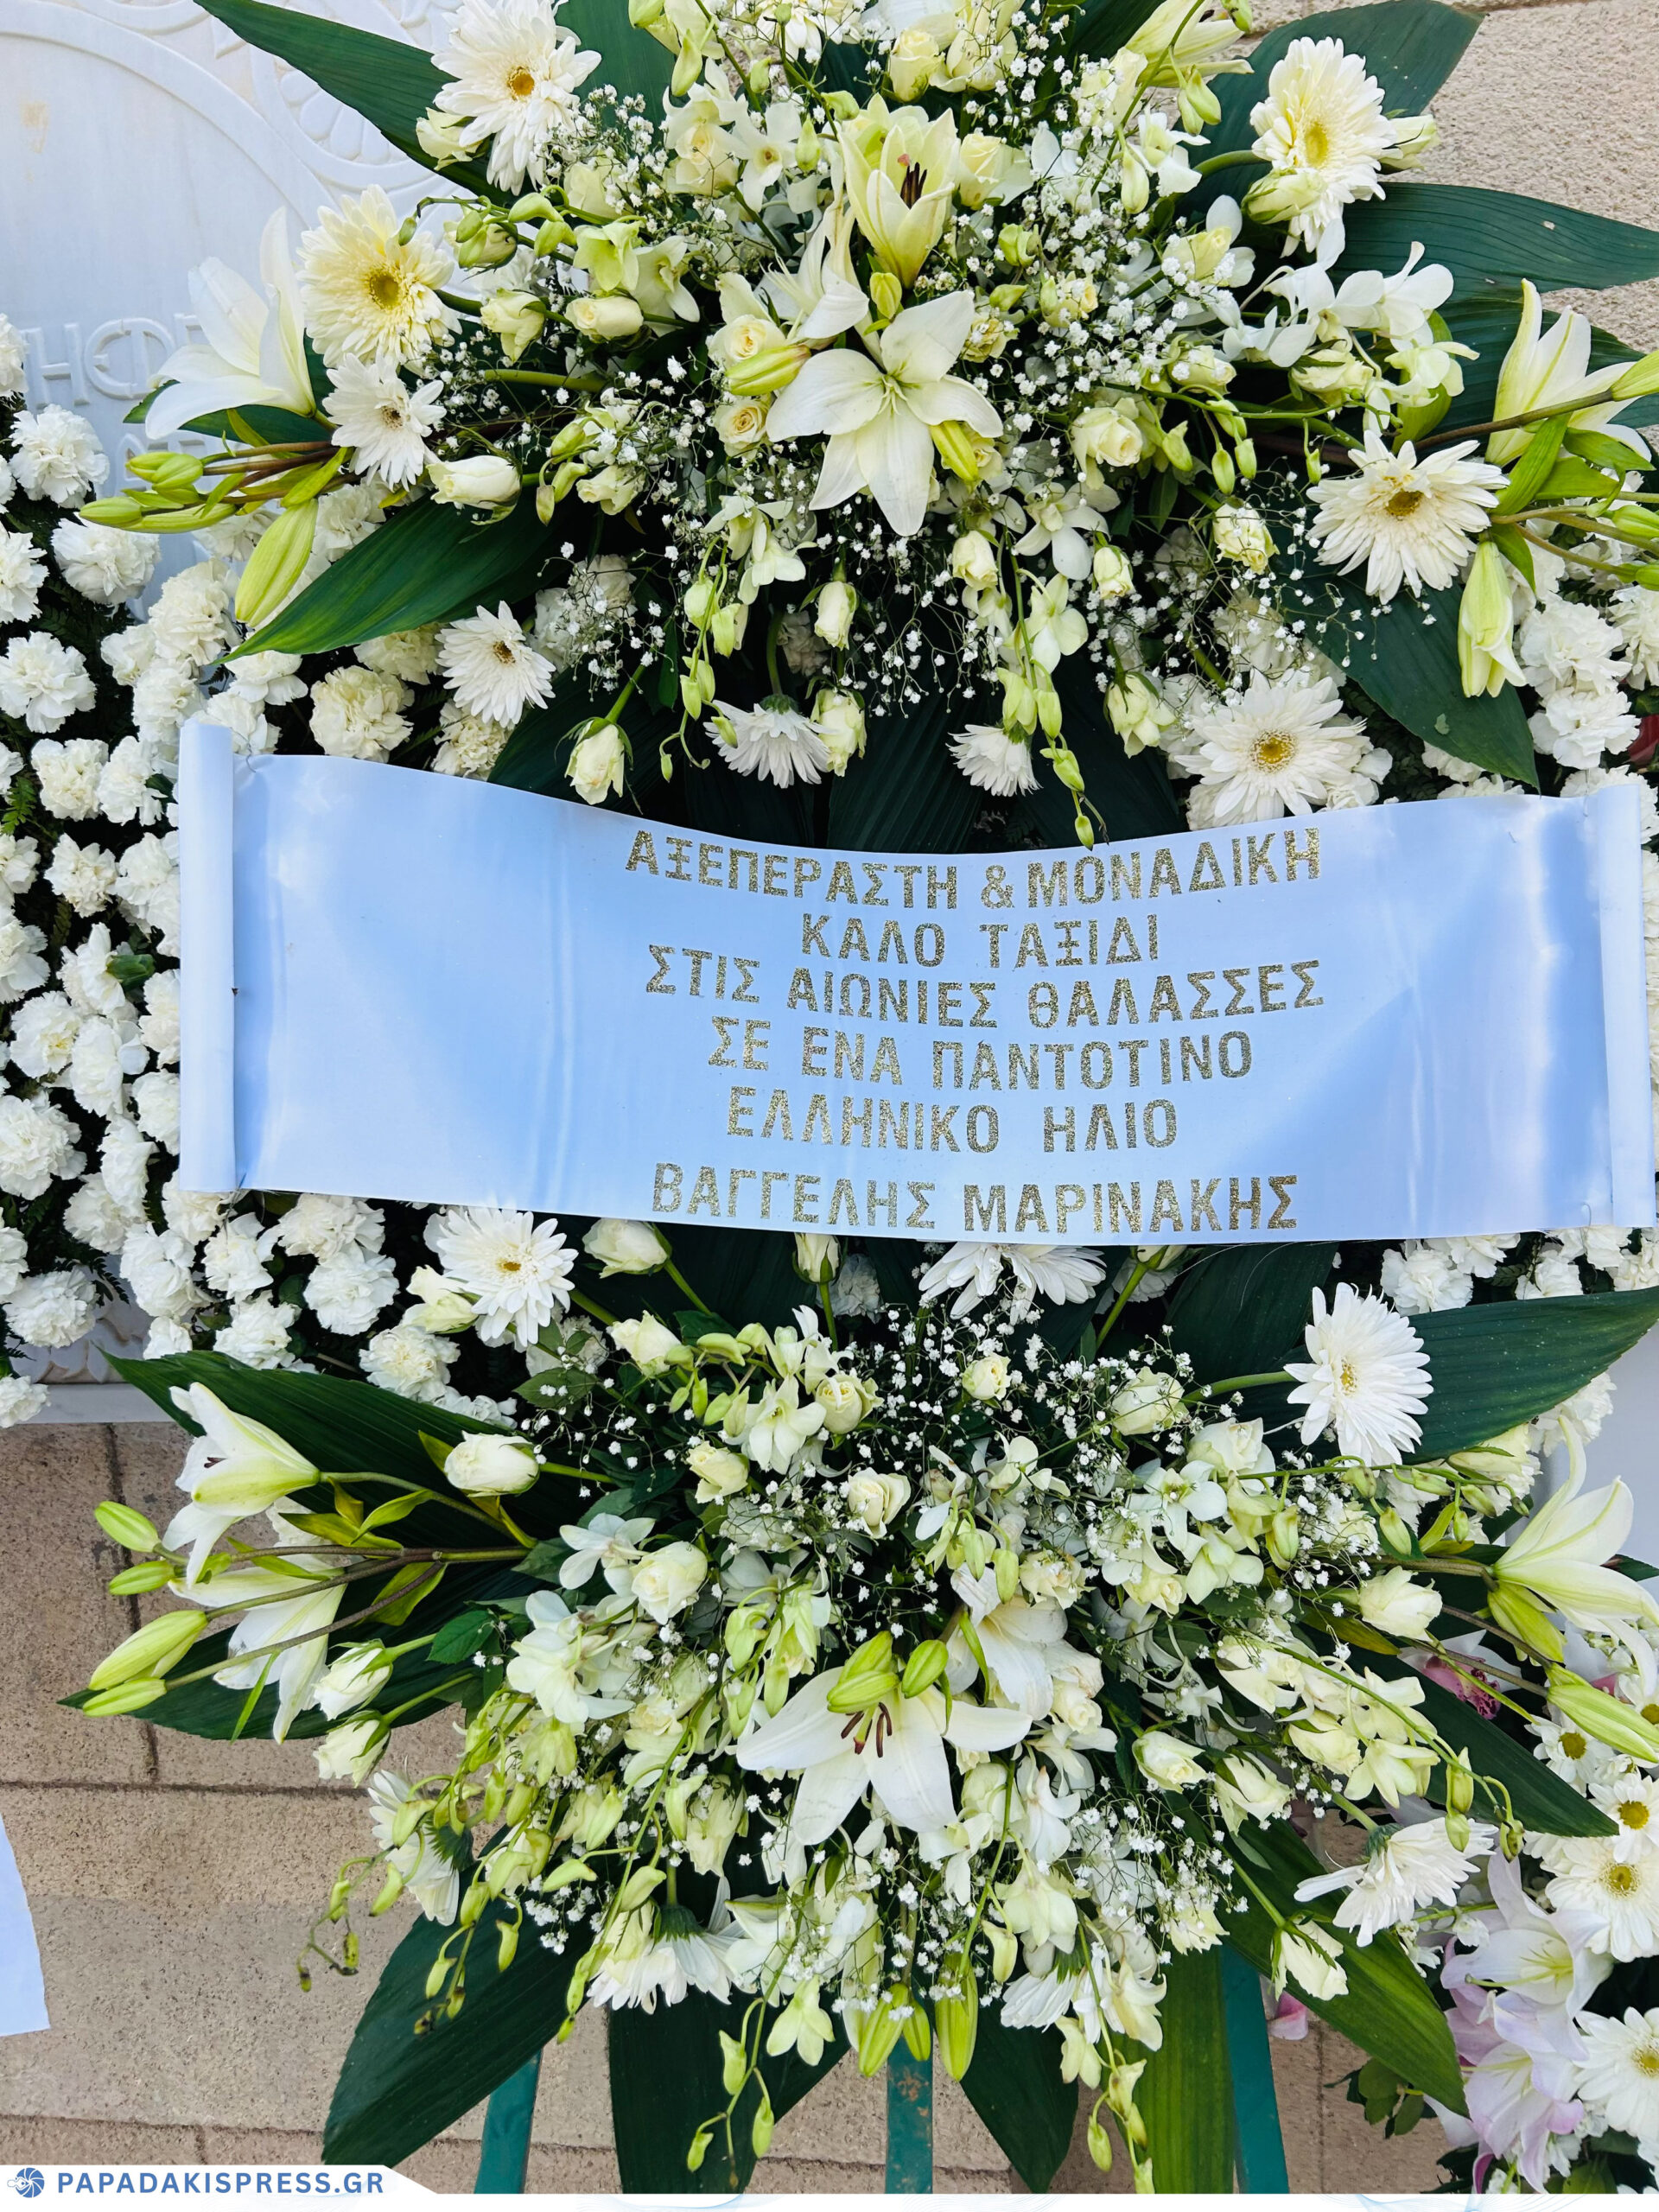 ΑΞΕΠΕΡΑΣΤΗ & ΜΟΝΑΔΙΚΗ
ΚΑΛΟ ΤΑΞΙΔΙ
ΣΤΙΣ ΑΙΩΝΙΕΣ ΘΑΛΑΣΣΕΣ
ΣΕ ΕΝΑ ΠΑΝΤΟΤΙΝΟ
ΕΛΛΗΝΙΚΟ ΗΛΙΟ
ΒΑΓΓΕΛΗΣ ΜΑΡΙΝΑΚΗΣ
PAPADAKISPRESS.GR